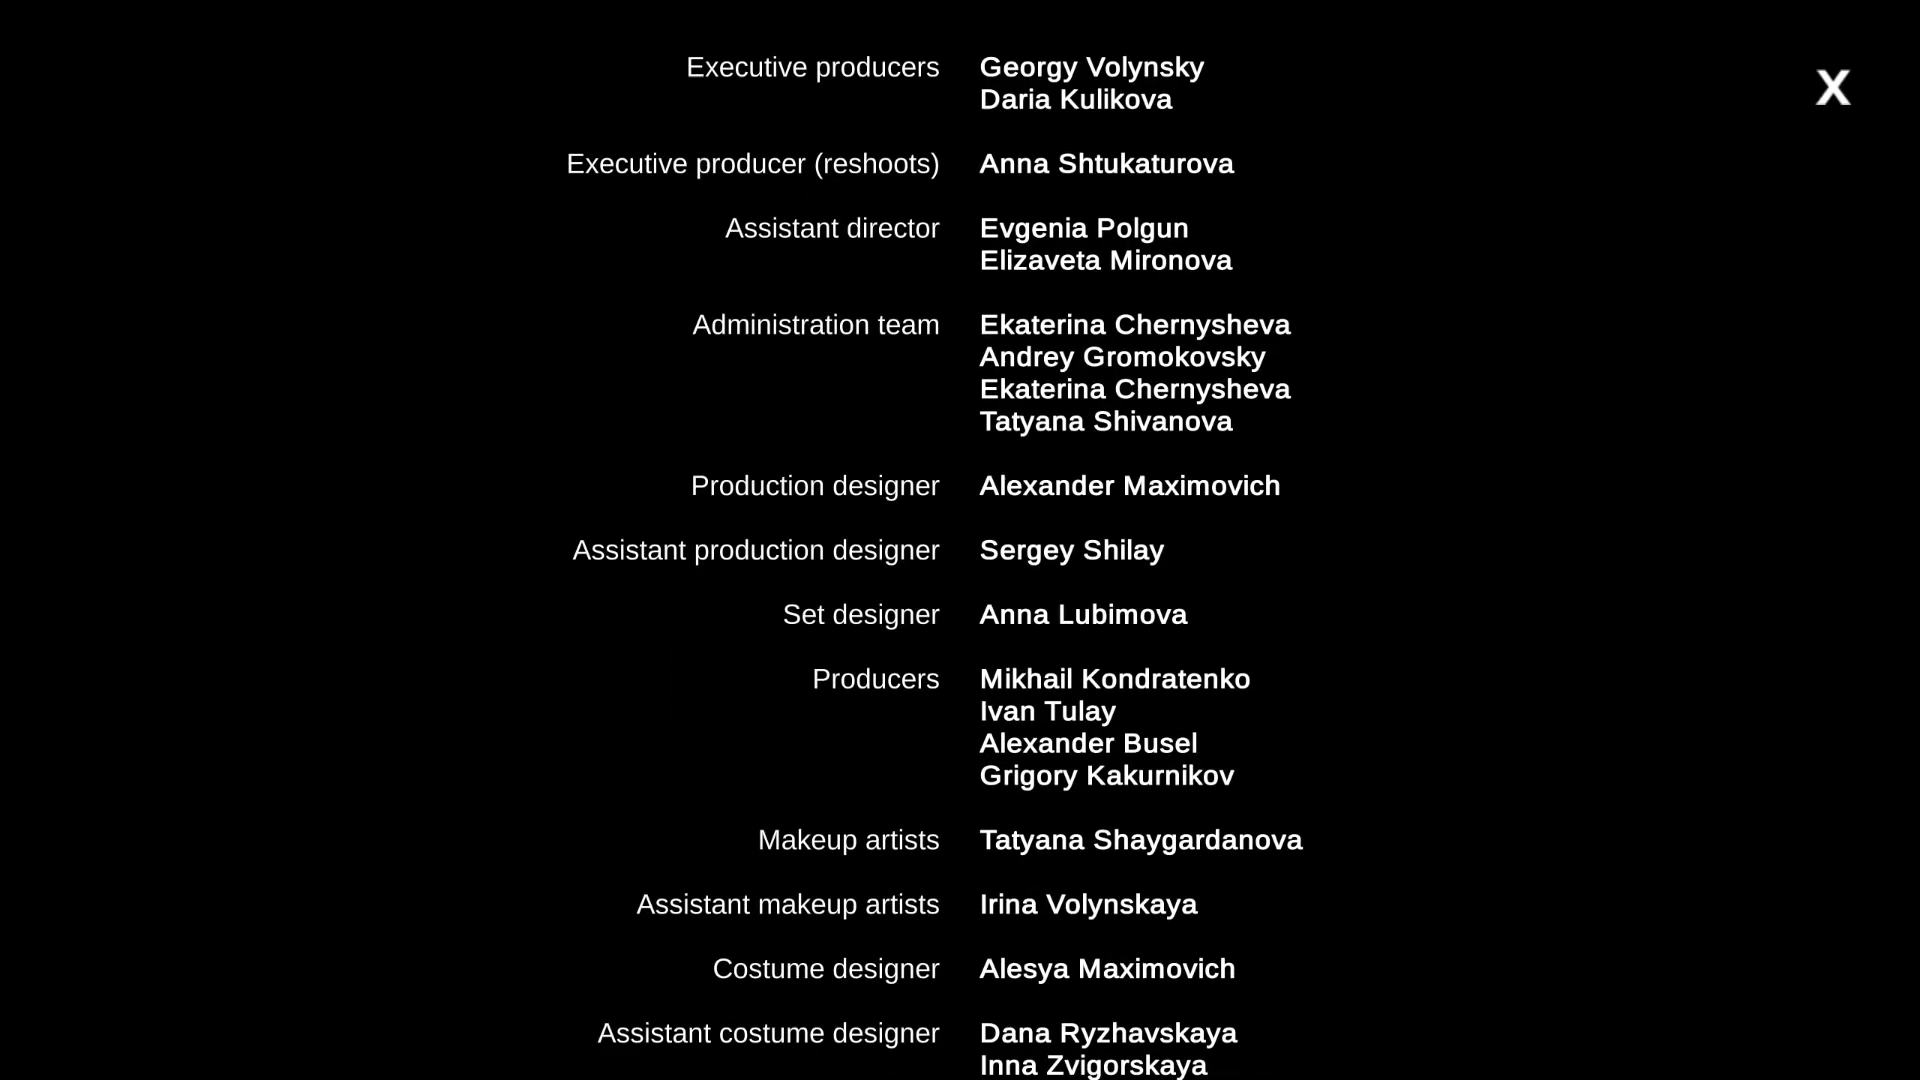 Executive producers Georgy Volynsky
Daria Kulikova
X
Executive producer (reshoots) Anna Shtukaturova
Assistant director Evgenia Polgun
Elizaveta Mironova
Administration team Ekaterina Chernysheva
Andrey Gromokovsky
Ekaterina Chernysheva
Tatyana Shivanova
Production designer Alexander Maximovich
Assistant production designer Sergey Shilay
Set designer Anna Lubimova
Producers Mikhail Kondratenko
Ivan Tulay
Alexander Busel
Grigory Kakurnikov
Makeup artists Tatyana Shaygardanova
Assistant makeup artists Irina Volynskaya
Costume designer Alesya Maximovich
Assistant costume designer Dana Ryzhavskaya
Inna Zvigorskaya